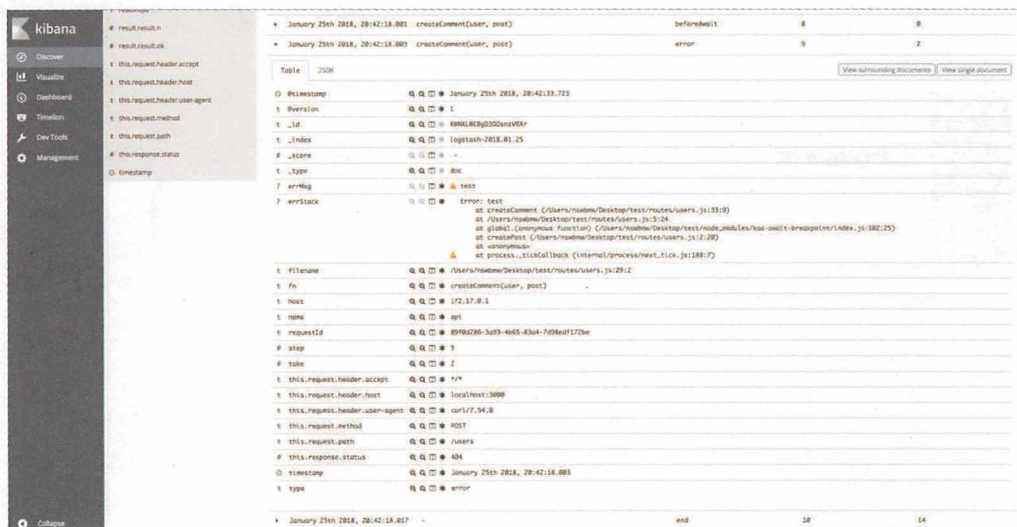 kibana
Discover
Visualize
Dashboard
Timelion
Dev Tools
Management
Collapse
# result.result.n
# result.result.ok
t this.request.header.accept
t this.request.header.host
t this.request.header.user-agent
t this.request.method
t this.request.path
# this.response.status
timestamp
January 25th 2018, 20:42:18.001 createComment(user, post) beforeAwait 8 0
January 25th 2018, 20:42:18.003 createComment(user, post) error 9 2
Table JSON View surrounding documents View single document
@timestamp January 25th 2018, 20:42:33.723
t @version 1
t _id
t _index logstash-2018.01.25
# _score -
t _type doc
? errMsg test
? errStack Error: test
at createComment (/Users/nswbmw/Desktop/test/routes/users.js:33:9)
at /Users/nswbmw/Desktop/test/routes/users.js:5:24
at global.(anonymous function) (/Users/nswbmw/Desktop/test/node_modules/koa-await-breakpoint/index.js:102:25)
at createPost (/Users/nswbmw/Desktop/test/routes/users.js:2:20)
at <anonymous>
at process._tickCallback (internal/process/next_tick.js:188:7)
t filename /Users/nswbmw/Desktop/test/routes/users.js:29:2
t fn createComment(user, post)
t host 172.17.0.1
t name api
t requestId
# step 9
# take 2
t this.request.header.accept */*
t this.request.header.host localhost:3000
t this.request.header.user-agent curl/7.54.0
t this.request.method POST
t this.request.path /users
# this.response.status 404
timestamp January 25th 2018, 20:42:18.003
t type error
January 25th 2018, 20:42:18.017 - end 10 14